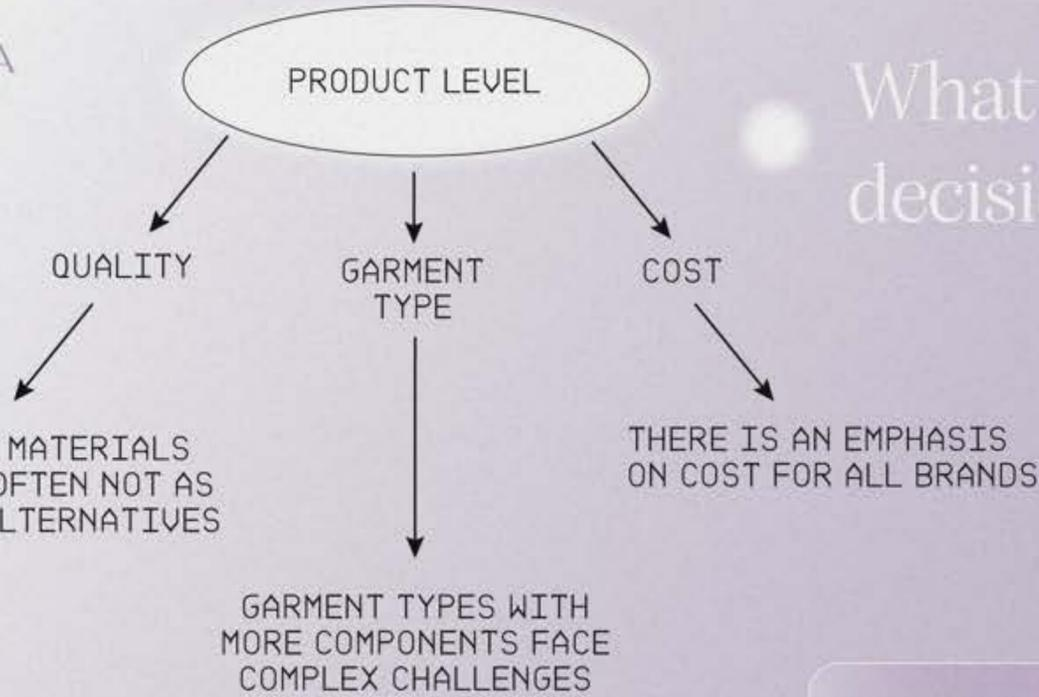 A
PRODUCT LEVEL
What
decisi
QUALITY
GARMENT
TYPE
COST
MATERIALS
OFTEN NOT AS
LTERNATIVES
THERE IS AN EMPHASIS
ON COST FOR ALL BRANDS
GARMENT TYPES WITH
MORE COMPONENTS FACE
COMPLEX CHALLENGES